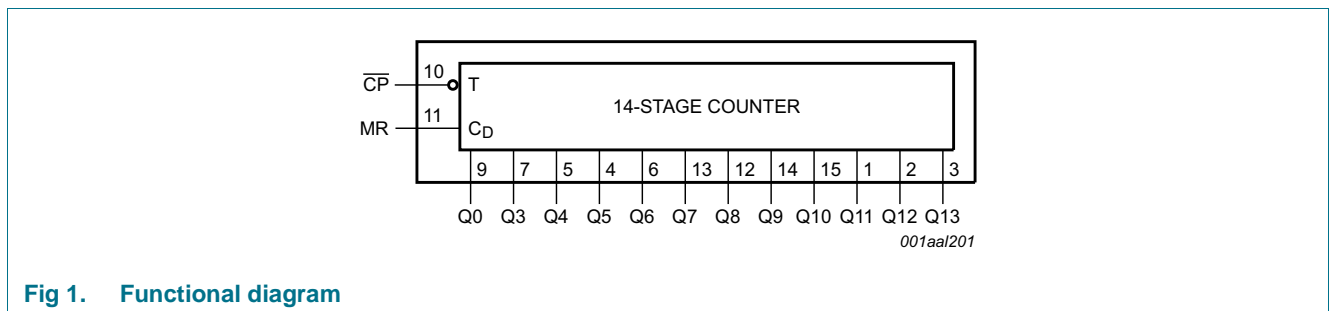 10
CP T
14-STAGE COUNTER
11
MR CD
9 7 5 4 6 13 12 14 15 1 2 3
Q0 Q3 Q4 Q5 Q6 Q7 Q8 Q9 Q10 Q11 Q12 Q13
001aal201
Fig 1. Functional diagram